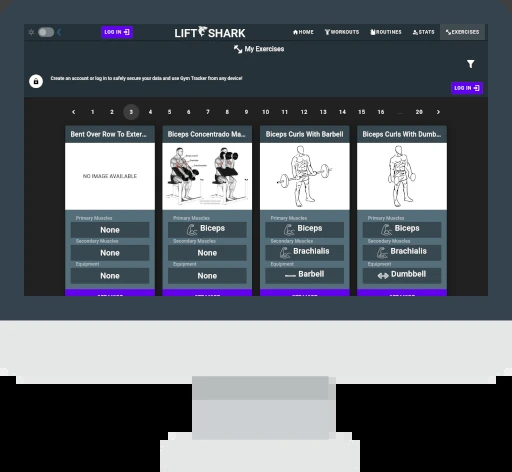 LOG IN
LIFT SHARK
HOME
WORKOUTS
ROUTINES
STATS
EXERCISES
My Exercises
Create an account or log in to safely secure your data and use Gym Tracker from any device!
LOG IN
1 2 3 4 5 6 7 8 9 10 11 12 13 14 15 16 ... 20
Bent Over Row To Exter...
Biceps Concentrado Ma...
Biceps Curls With Barbell
Biceps Curls With Dumb...
NO IMAGE AVAILABLE
Primary Muscles Primary Muscles Primary Muscles Primary Muscles
None Biceps Biceps Biceps
Secondary Muscles Secondary Muscles Secondary Muscles Secondary Muscles
None None Brachialis Brachialis
Equipment Equipment Equipment Equipment
None None Barbell Dumbbell